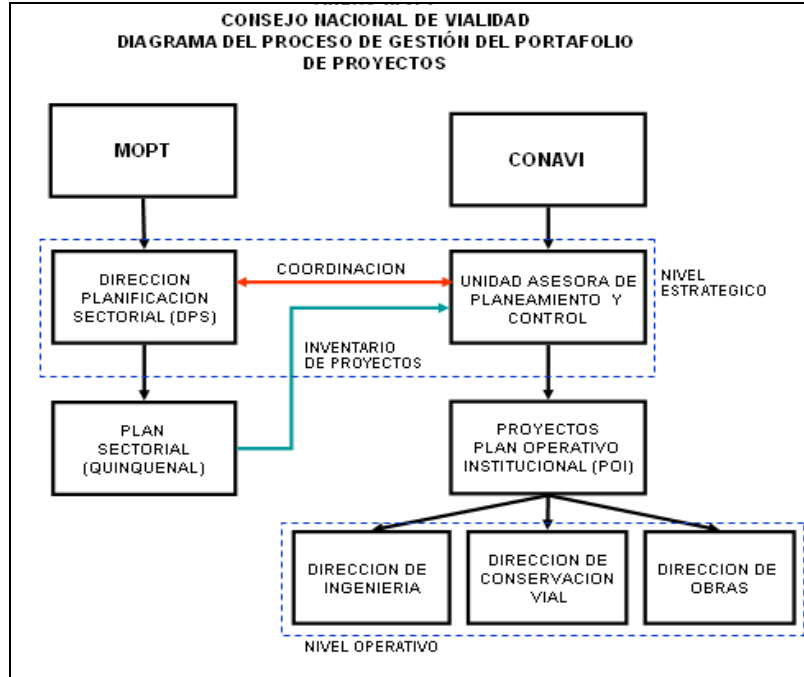 CONSEJO NACIONAL DE VIALIDAD
DIAGRAMA DEL PROCESO DE GESTIÓN DEL PORTAFOLIO
DE PROYECTOS
MOPT
CONAVI
DIRECCION
PLANIFICACION
SECTORIAL (DPS)
COORDINACION
UNIDAD ASESORA DE
PLANEAMIENTO Y
CONTROL
NIVEL
ESTRATEGICO
INVENTARIO
DE PROYECTOS
PLAN
SECTORIAL
(QUINQUENAL)
PROYECTOS
PLAN OPERATIVO
INSTITUCIONAL (POI)
DIRECCION DE
INGENIERIA
DIRECCION DE
CONSERVACION
VIAL
DIRECCION DE
OBRAS
NIVEL OPERATIVO